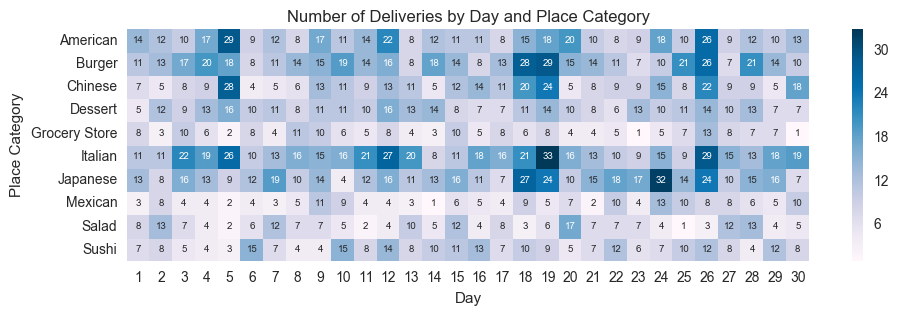 Number of Deliveries by Day and Place Category
American 14 12 10 17 29 9 12 8 17 11 14 22 8 12 11 11 8 15 18 20 10 8 9 18 10 26 9 12 10 13
Burger 11 13 17 20 18 8 11 14 15 19 14 16 8 18 14 8 13 28 29 15 14 11 7 10 21 26 7 21 14 10
Chinese 7 5 8 9 28 4 5 6 13 11 9 13 11 5 12 14 11 20 24 5 8 9 9 15 8 22 9 9 5 18
Dessert 5 12 9 13 16 10 11 8 11 11 10 16 13 14 8 7 7 11 14 10 8 6 13 10 11 14 10 13 7 7
Grocery Store 8 3 10 6 2 8 4 11 10 6 5 8 4 3 10 5 8 6 8 4 4 5 1 5 7 13 8 7 7 1
Italian 11 11 22 19 26 10 13 16 15 16 21 27 20 8 11 18 16 21 33 16 13 10 9 15 9 29 15 13 18 19
Japanese 13 8 16 13 9 12 19 10 14 4 12 16 11 13 16 11 7 27 24 10 15 18 17 32 14 24 10 15 16 7
Mexican 3 8 4 4 2 4 3 5 11 9 4 4 3 1 6 5 4 9 5 7 2 10 4 13 10 8 8 6 5 10
Salad 8 13 7 4 2 6 12 7 7 5 2 4 10 5 12 4 8 3 6 17 7 7 7 4 1 3 12 13 4 5
Sushi 7 8 5 4 3 15 7 4 4 15 8 14 8 10 11 13 7 10 9 5 7 12 6 7 10 12 8 4 12 8
1 2 3 4 5 6 7 8 9 10 11 12 13 14 15 16 17 18 19 20 21 22 23 24 25 26 27 28 29 30
Day
Place Category
30
24
18
12
6